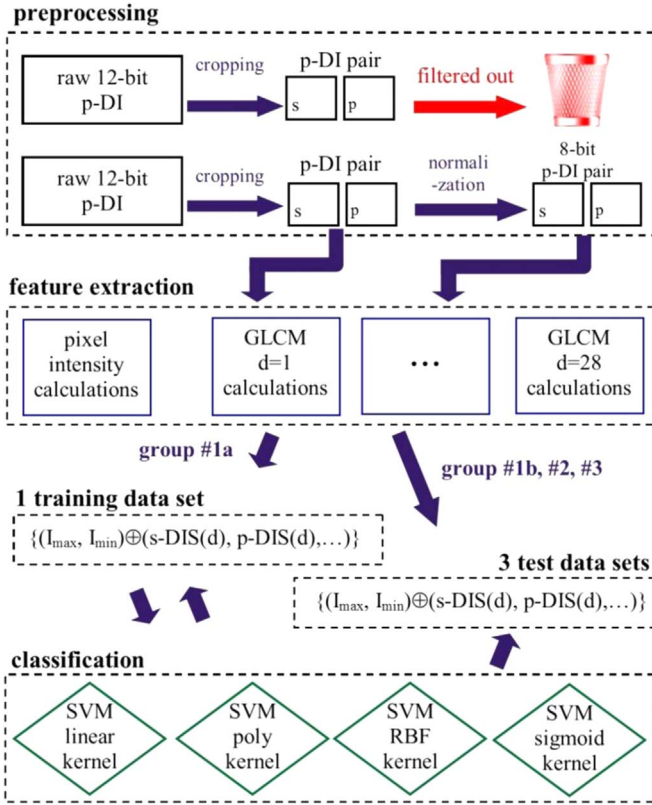 preprocessing
raw 12-bit
p-DI
cropping
p-DI pair
s
p
filtered out
raw 12-bit
p-DI
cropping
p-DI pair
s
p
normali
-zation
8-bit
p-DI pair
s
p
feature extraction
pixel
intensity
calculations
GLCM
d=1
calculations
...
GLCM
d=28
calculations
group #1a
group #1b, #2, #3
1 training data set
{(Imax, Imin)⊕(s-DIS(d), p-DIS(d),...)}
3 test data sets
{(Imax, Imin)⊕(s-DIS(d), p-DIS(d),...)}
classification
SVM
linear
kernel
SVM
poly
kernel
SVM
RBF
kernel
SVM
sigmoid
kernel